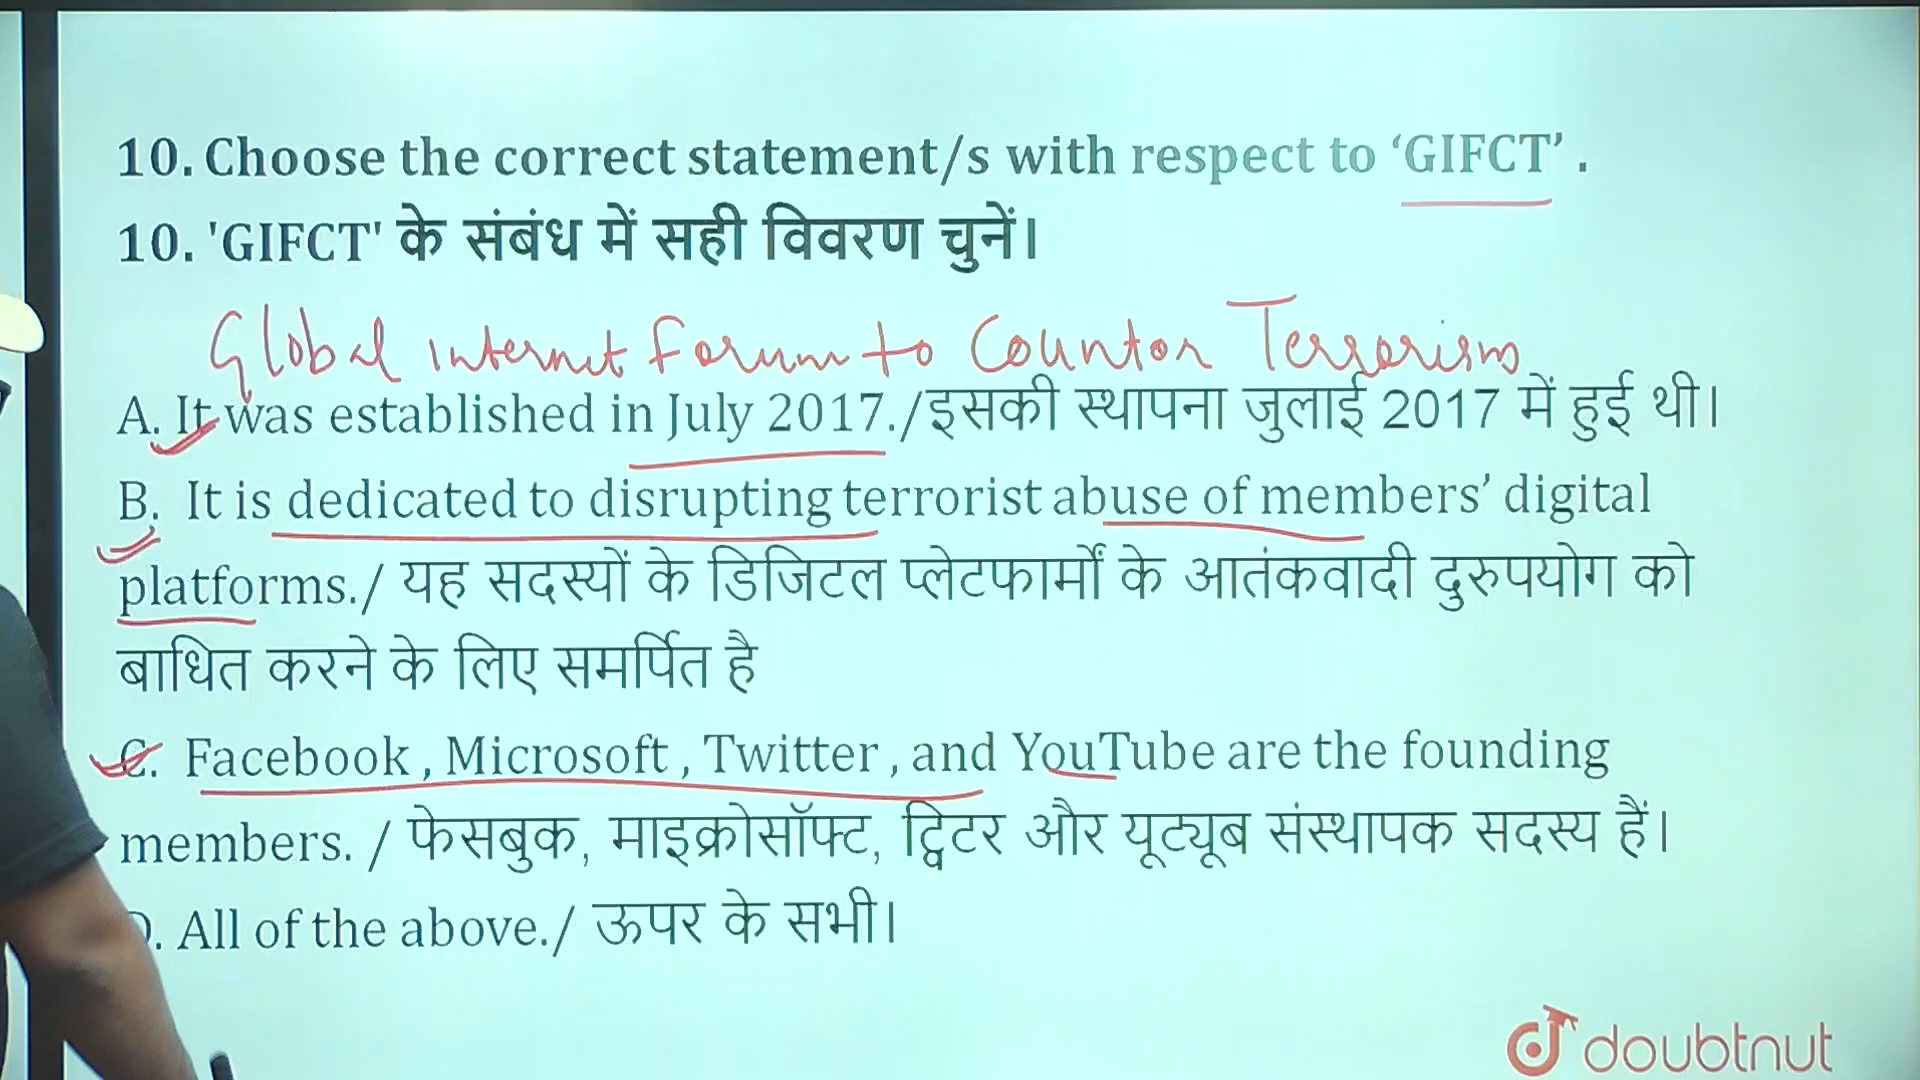 10. Choose the correct statement/s with respect to ‘GIFCT’ .
10. 'GIFCT' के संबंध में सही विवरण चुनें।
Global internet forum to Countor Terrorism
A. It was established in July 2017./इसकी स्थापना जुलाई 2017 में हुई थी।
B. It is dedicated to disrupting terrorist abuse of members’ digital
platforms./ यह सदस्यों के डिजिटल प्लेटफार्मों के आतंकवादी दुरुपयोग को
बाधित करने के लिए समर्पित है
C. Facebook , Microsoft , Twitter , and YouTube are the founding
members. / फेसबुक, माइक्रोसॉफ्ट, ट्विटर और यूट्यूब संस्थापक सदस्य हैं।
D. All of the above./ ऊपर के सभी।
doubtnut